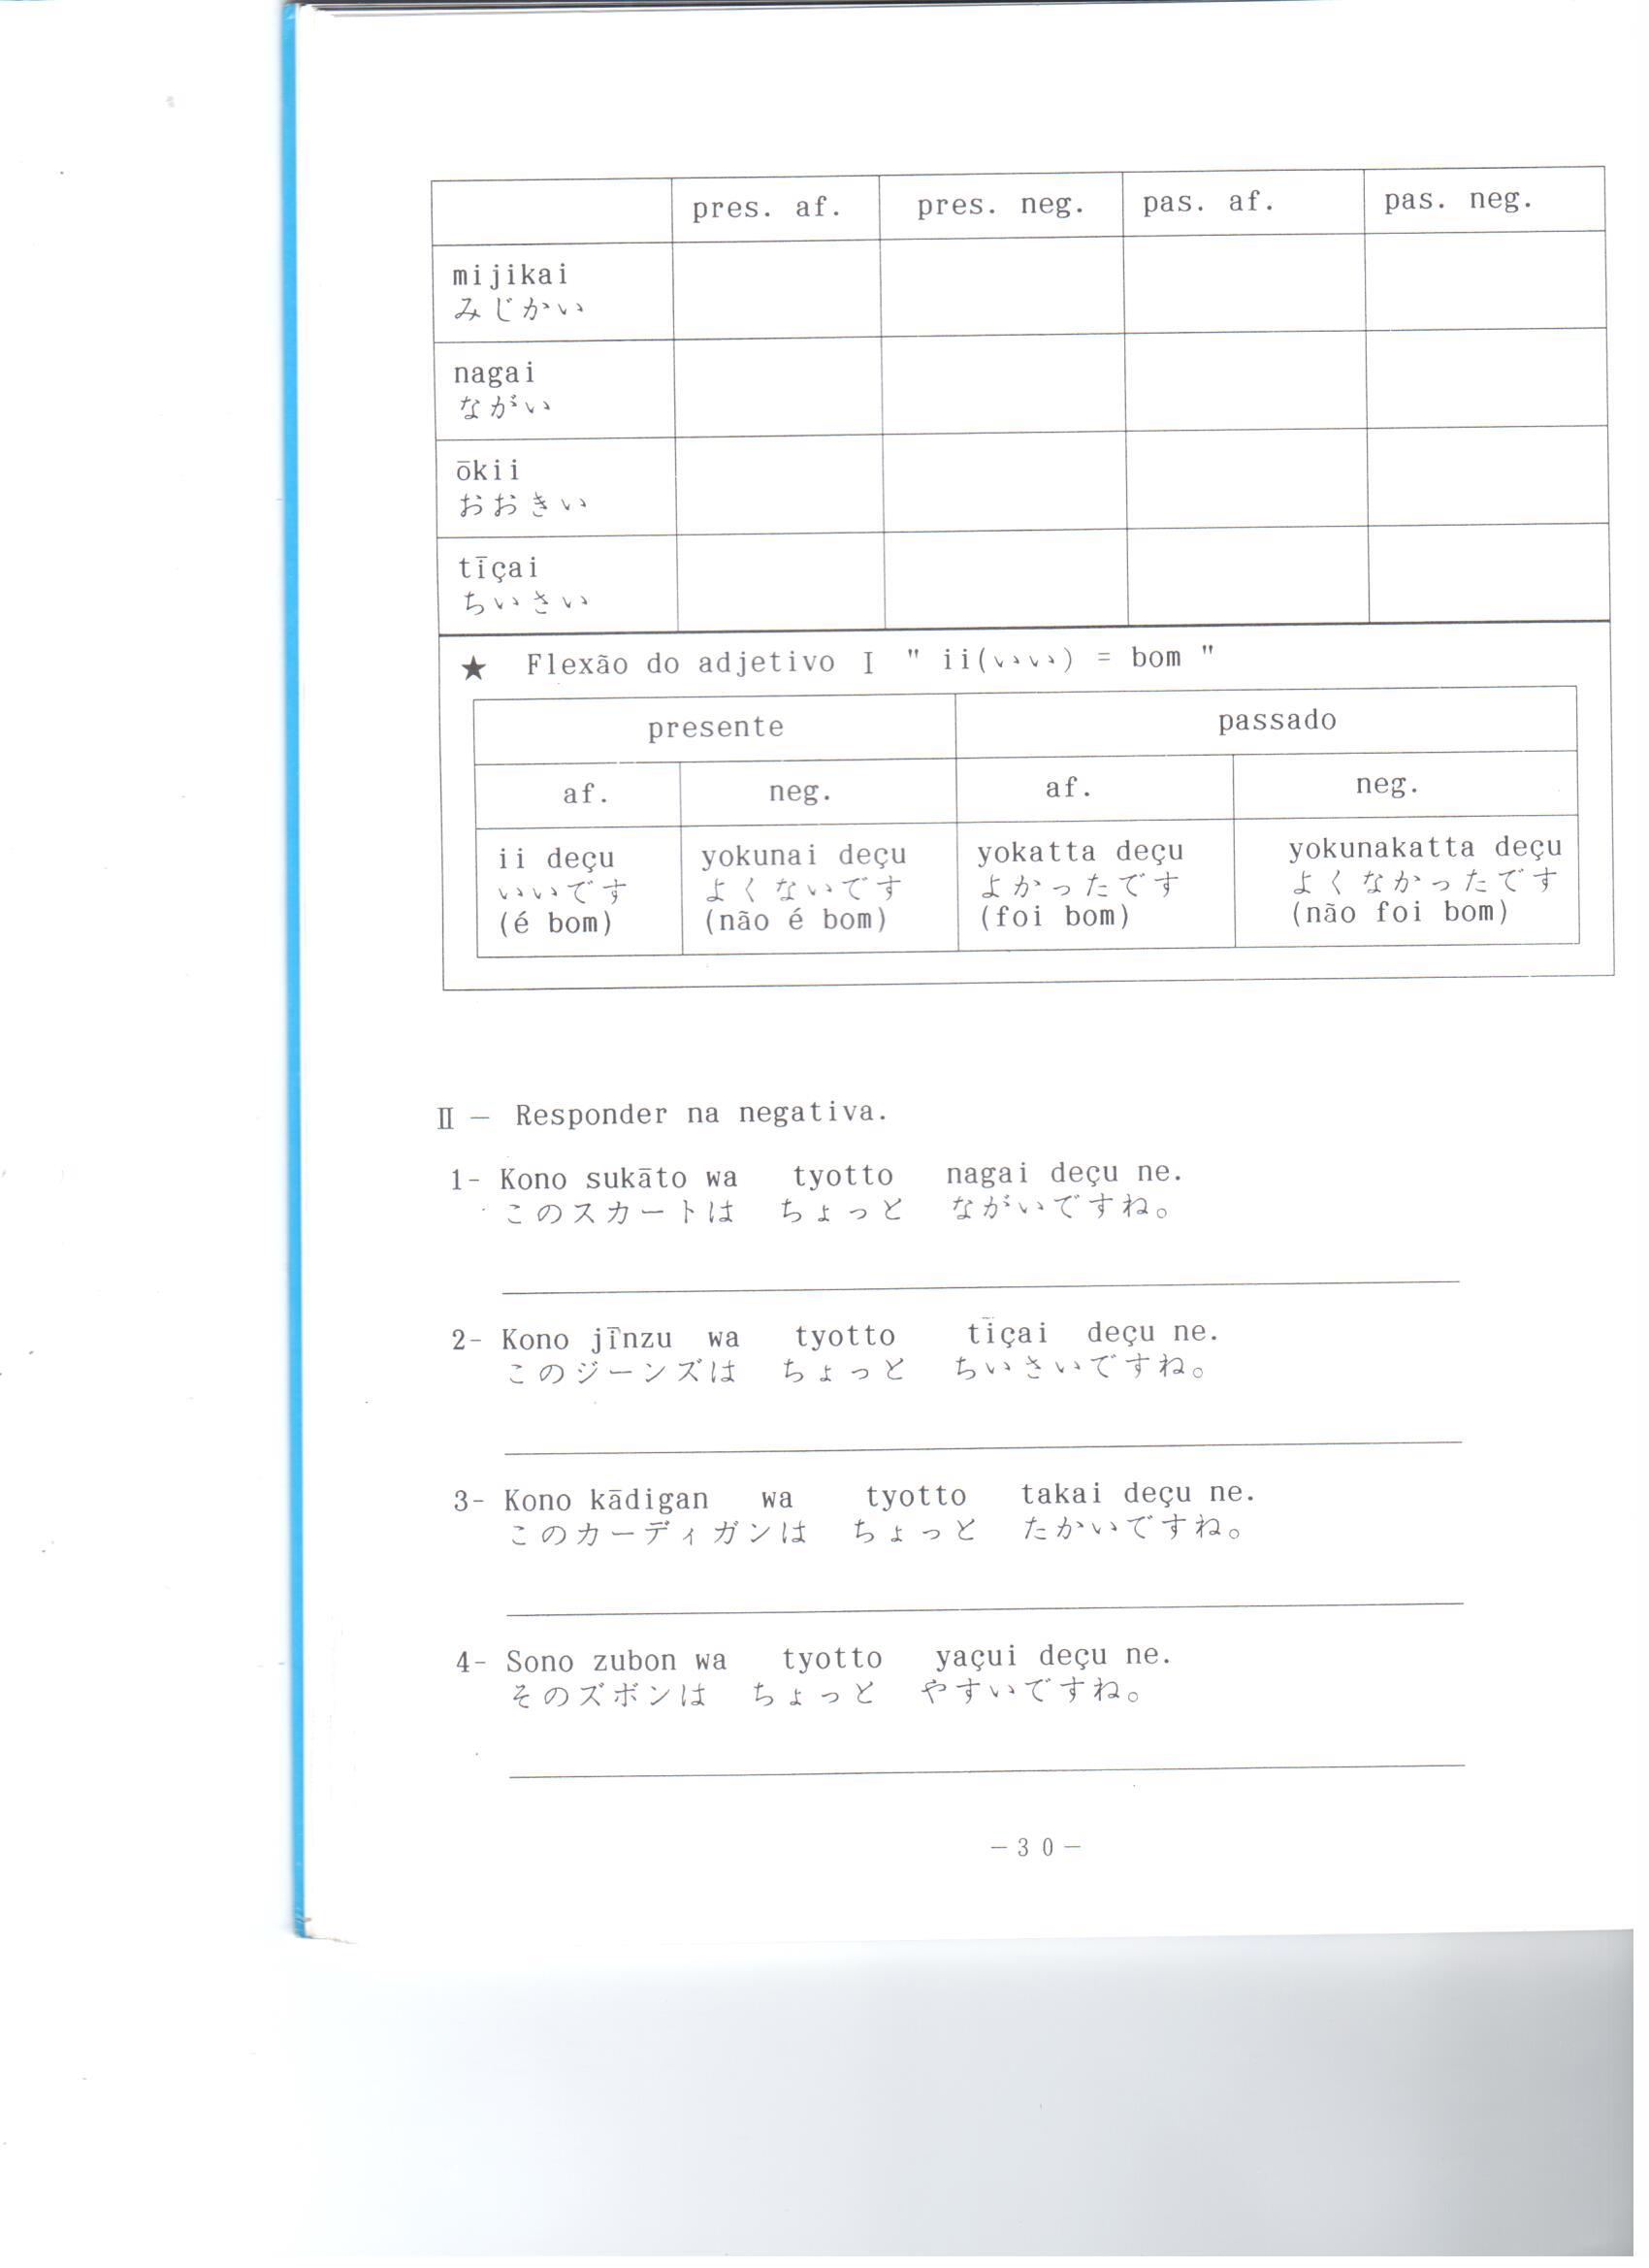 pres. af. pres. neg. pas. af. pas. neg.
mijikai
みじかい
nagai
ながい
ōkii
おおきい
tīçai
ちいさい
★ Flexão do adjetivo I " ii(いい) = bom "
presente passado
af. neg. af. neg.
ii deçu yokunai deçu yokatta deçu yokunakatta deçu
いいです よくないです よかったです よくなかったです
(é bom) (não é bom) (foi bom) (não foi bom)
Ⅱ — Responder na negativa.
1- Kono sukāto wa tyotto nagai deçu ne.
このスカートは ちょっと ながいですね。
2- Kono jīnzu wa tyotto tīçai deçu ne.
このジーンズは ちょっと ちいさいですね。
3- Kono kādigan wa tyotto takai deçu ne.
このカーディガンは ちょっと たかいですね。
4- Sono zubon wa tyotto yaçui deçu ne.
そのズボンは ちょっと やすいですね。
－30－